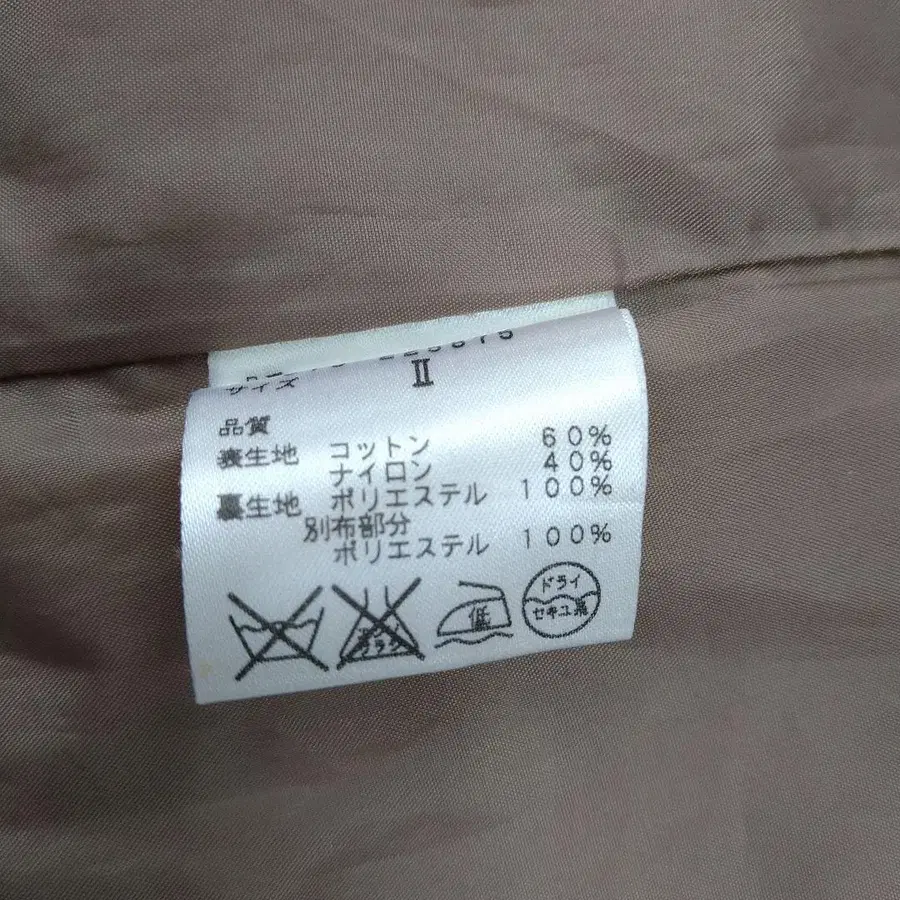 サイズ II
品質
表生地 コットン 60%
ナイロン 40%
裏生地 ポリエステル 100%
別布部分
ポリエステル 100%
低
ドライ
セキユ系